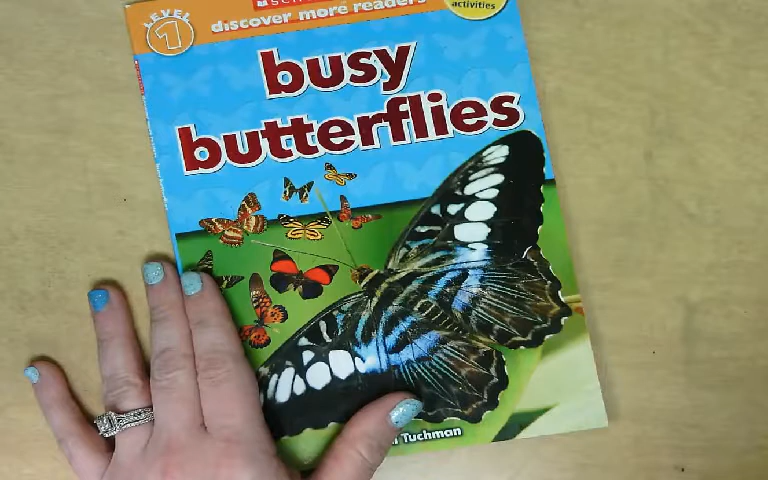 LEVEL 1
discover more readers
activities
busy
butterflies
Tuchman